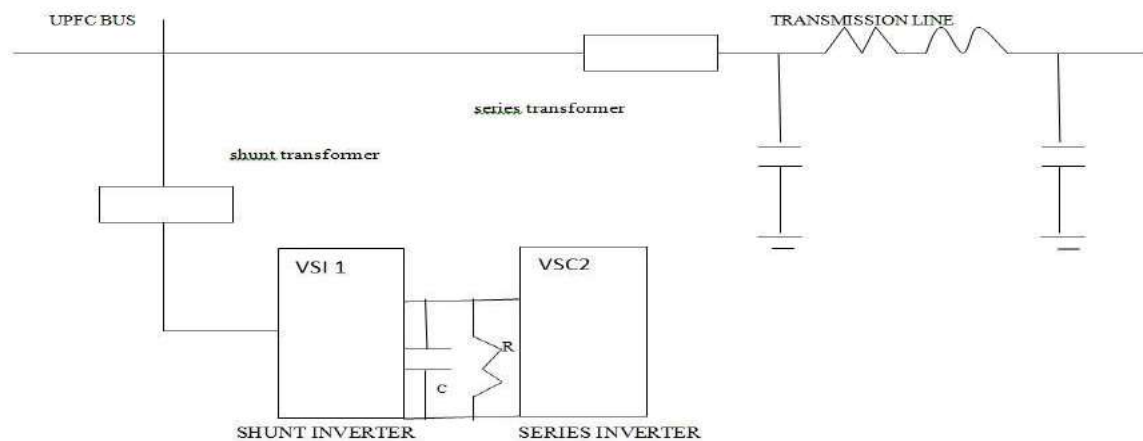 UPFC BUS
TRANSMISSION LINE
series transformer
shunt transformer
VSI 1
VSC2
R
C
SHUNT INVERTER
SERIES INVERTER